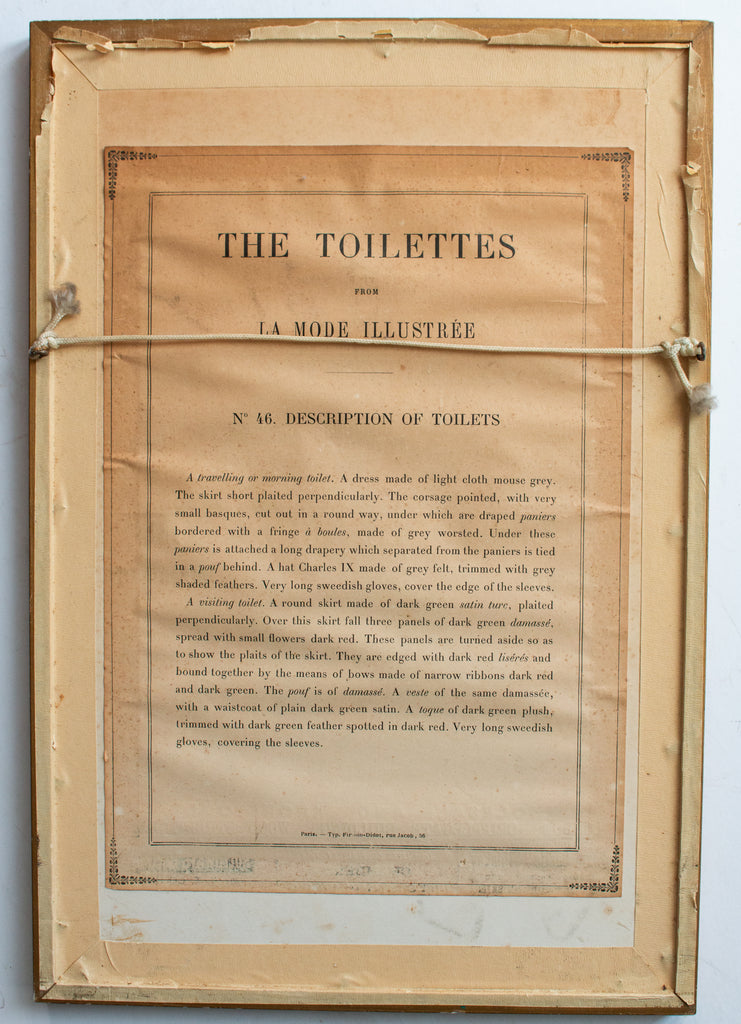 THE TOILETTES
FROM
LA MODE ILLUSTRÉE
N° 46. DESCRIPTION OF TOILETS
A travelling or morning toilet. A dress made of light cloth mouse grey.
The skirt short plaited perpendicularly. The corsage pointed, with very
small basques, cut out in a round way, under which are draped paniers
bordered with a fringe à boules, made of grey worsted. Under these
paniers is attached a long drapery which separated from the paniers is tied
in a pouf behind. A hat Charles IX made of grey felt, trimmed with grey
shaded feathers. Very long sweedish gloves, cover the edge of the sleeves.
A visiting toilet. A round skirt made of dark green satin turc, plaited
perpendicularly. Over this skirt fall three panels of dark green damassé,
spread with small flowers dark red. These panels are turned aside so as
to show the plaits of the skirt. They are edged with dark red lisérés and
bound together by the means of bows made of narrow ribbons dark red
and dark green. The pouf is of damassé. A veste of the same damassée,
with a waistcoat of plain dark green satin. A toque of dark green plush,
trimmed with dark green feather spotted in dark red. Very long sweedish
gloves, covering the sleeves.
Paris. — Typ. Firmin-Didot, rue Jacob, 56